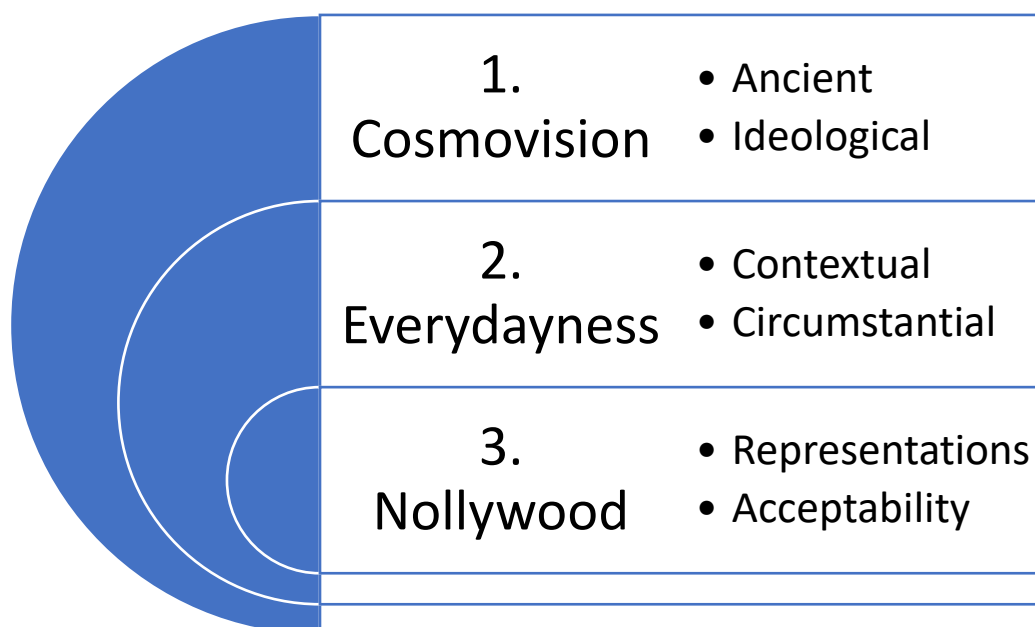 1.
Cosmovision
• Ancient
• Ideological
2.
Everydayness
• Contextual
• Circumstantial
3.
Nollywood
• Representations
• Acceptability